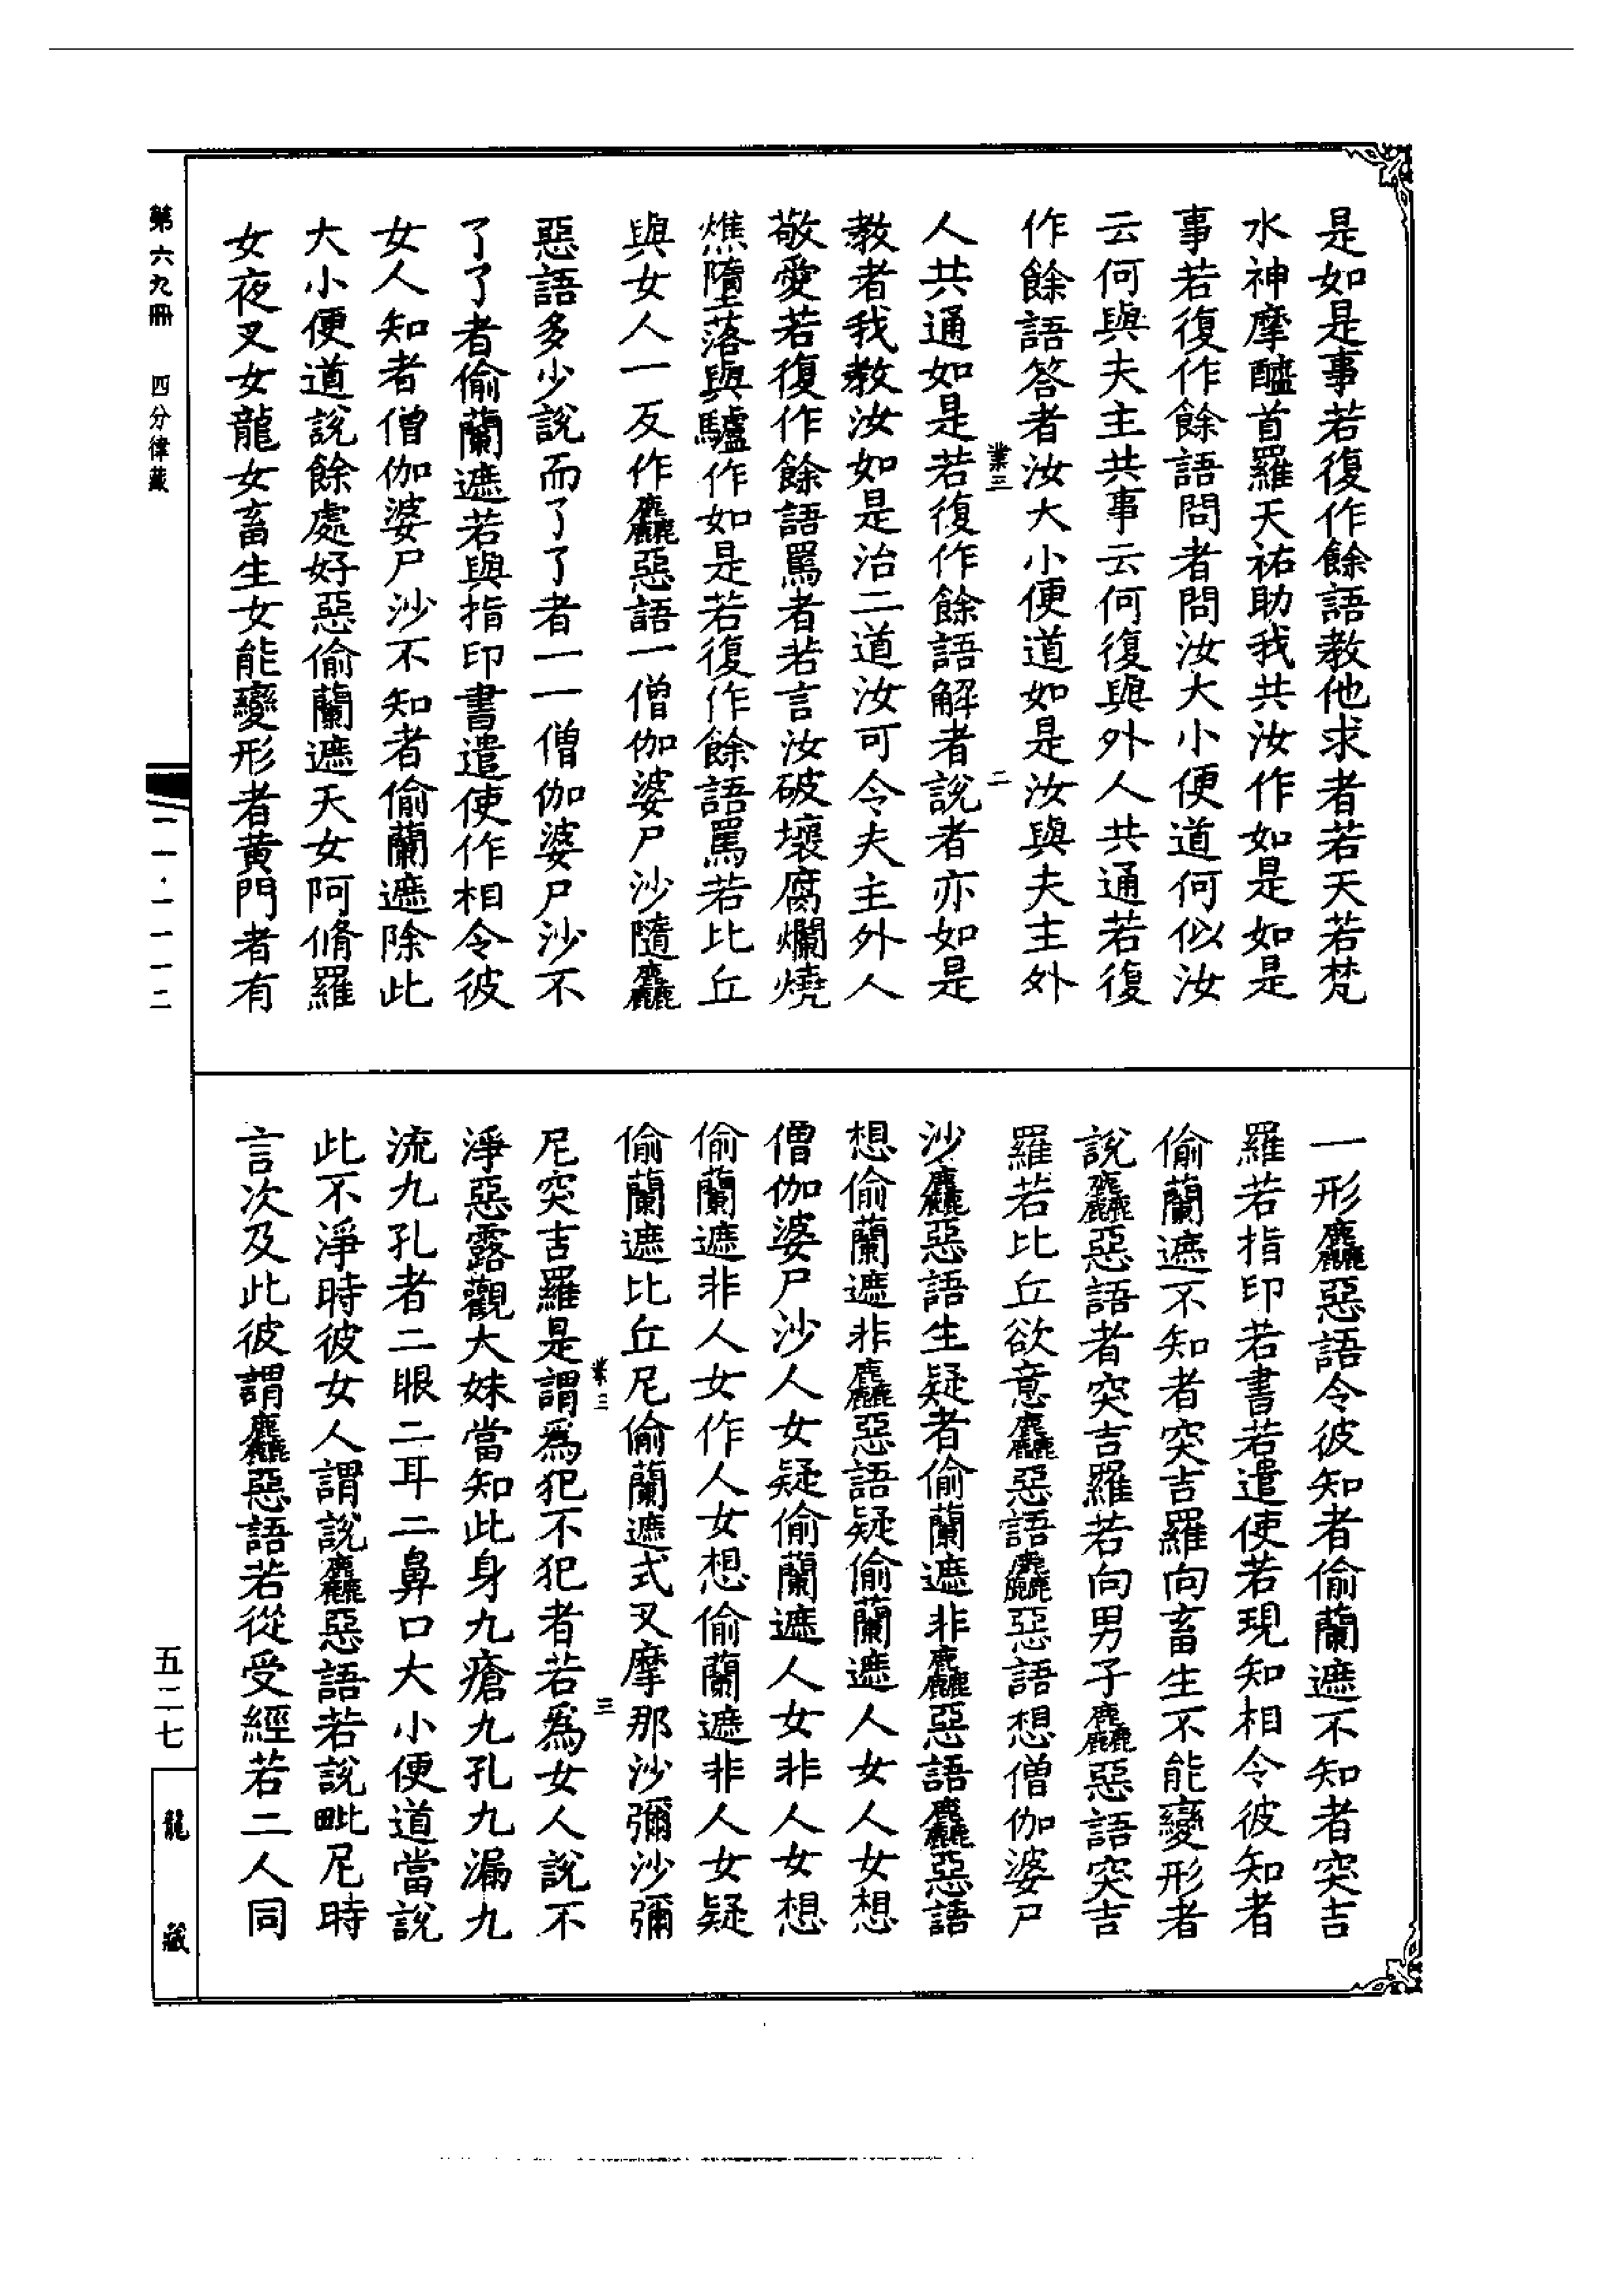 是如是事若復作餘語教他求者若天若梵
水神摩醯首羅天祐助我共汝作如是如是
事若復作餘語問者問汝大小便道何似汝
云何與夫主共事云何復與外人共通若復
作餘語答者汝大小便道如是汝與夫主外
業三
二
人共通如是若復作餘語解者說者亦如是
教者我教汝如是治二道汝可令夫主外人
敬愛若復作餘語罵者若言汝破壞腐爛燒
燋墮落與驢作如是若復作餘語罵若比丘
與女人一反作麤惡語一僧伽婆尸沙隨麤
惡語多少說而了了者一一僧伽婆尸沙不
了了者偷蘭遮若與指印書遣使作相令彼
女人知者僧伽婆尸沙不知者偷蘭遮除此
大小便道說餘處好惡偷蘭遮天女阿脩羅
女夜叉女龍女畜生女能變形者黃門者有
一形麤惡語令彼知者偷蘭遮不知者突吉
羅若指印若書若遣使若現知相令彼知者
偷蘭遮不知者突吉羅向畜生不能變形者
說麤惡語者突吉羅若向男子麤惡語突吉
羅若比丘欲意麤惡語麤惡語想僧伽婆尸
沙麤惡語生疑者偷蘭遮非麤惡語麤惡語
想偷蘭遮非麤惡語疑偷蘭遮人女人女想
僧伽婆尸沙人女疑偷蘭遮人女非人女想
偷蘭遮非人女作人女想偷蘭遮非人女疑
偷蘭遮比丘尼偷蘭遮式叉摩那沙彌沙彌
業三
三
尼突吉羅是謂為犯不犯者若為女人說不
淨惡露觀大妹當知此身九瘡九孔九漏九
流九孔者二眼二耳二鼻口大小便道當說
此不淨時彼女人謂說麤惡語若說毗尼時
言次及此彼謂麤惡語若從受經若二人同
第六九冊 四分律藏
二一·一一一二
五二七
龍藏